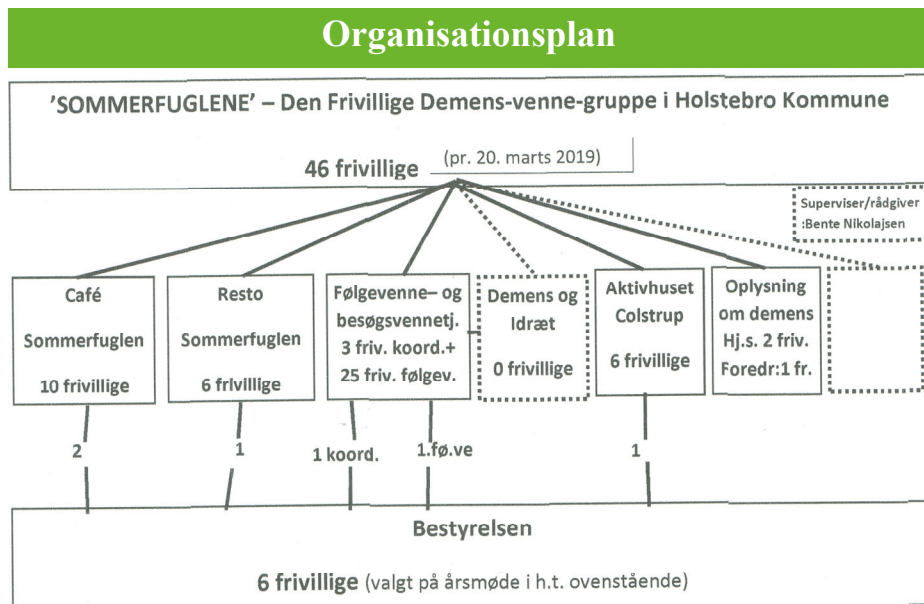 Organisationsplan
'SOMMERFUGLENE' – Den Frivillige Demens-venne-gruppe i Holstebro Kommune
46 frivillige (pr. 20. marts 2019)
Superviser/rådgiver
:Bente Nikolajsen
Café
Sommerfuglen
10 frivillige
Resto
Sommerfuglen
6 frivillige
Følgevenne– og
besøgsvennetj.
3 friv. koord.+
25 friv. følgev.
Demens og
Idræt
0 frivillige
Aktivhuset
Colstrup
6 frivillige
Oplysning
om demens
Hj.s. 2 friv.
Foredr:1 fr.
2
1
1 koord.
1.fø.ve
1
Bestyrelsen
6 frivillige (valgt på årsmøde i h.t. ovenstående)